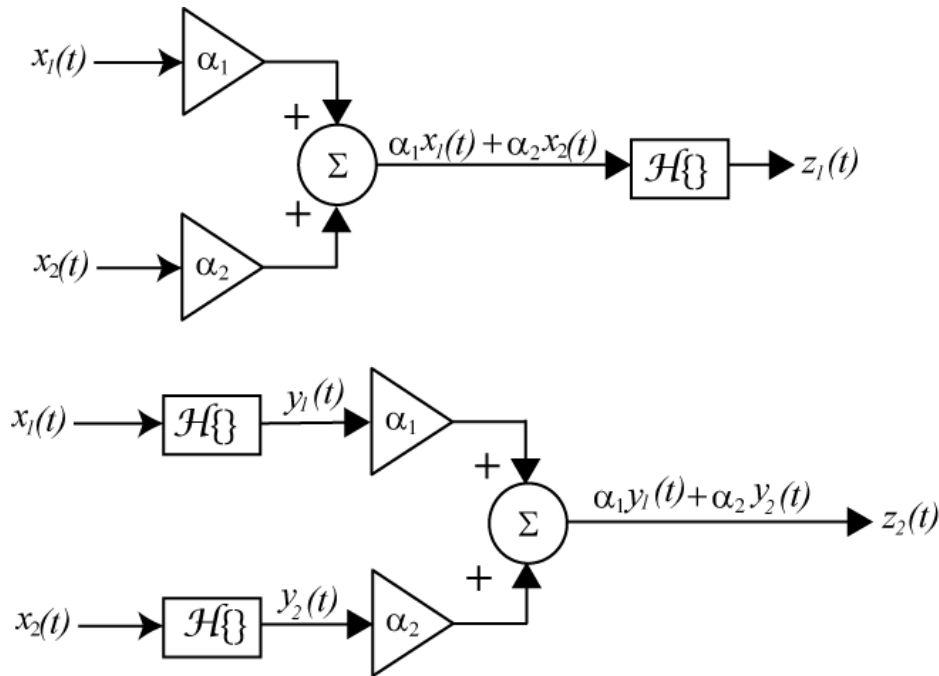 x₁(t)
α₁
+
Σ
α₁x₁(t)+α₂x₂(t)
ℋ{}
z₁(t)
+
x₂(t)
α₂
x₁(t)
ℋ{}
y₁(t)
α₁
+
Σ
α₁y₁(t)+α₂y₂(t)
z₂(t)
+
x₂(t)
ℋ{}
y₂(t)
α₂